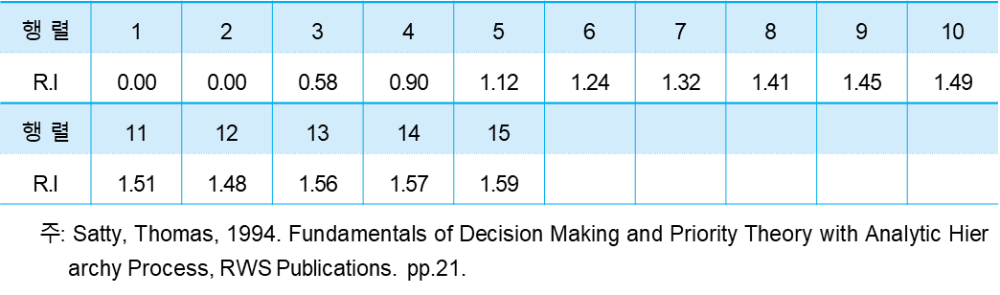 행 렬 1 2 3 4 5 6 7 8 9 10
R.I 0.00 0.00 0.58 0.90 1.12 1.24 1.32 1.41 1.45 1.49
행 렬 11 12 13 14 15
R.I 1.51 1.48 1.56 1.57 1.59
주: Satty, Thomas, 1994. Fundamentals of Decision Making and Priority Theory with Analytic Hier
archy Process, RWS Publications. pp.21.